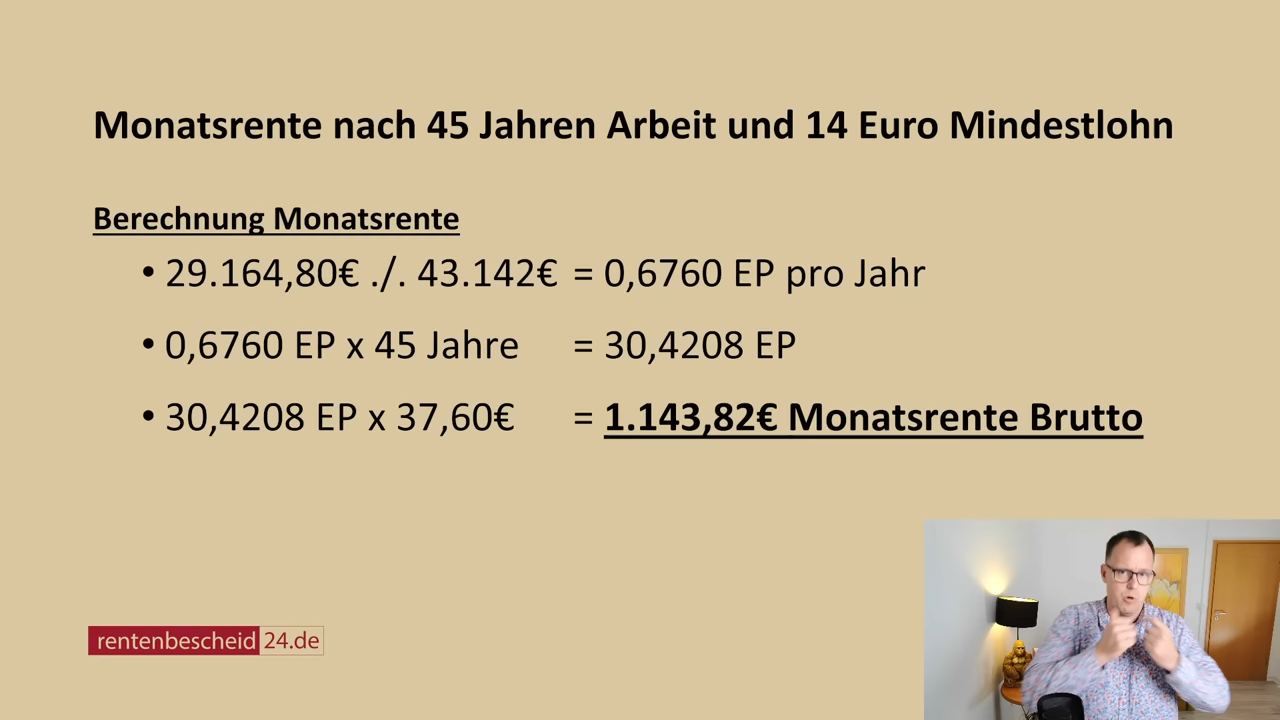 Monatsrente nach 45 Jahren Arbeit und 14 Euro Mindestlohn
Berechnung Monatsrente
• 29.164,80€ ./. 43.142€ = 0,6760 EP pro Jahr
• 0,6760 EP x 45 Jahre = 30,4208 EP
• 30,4208 EP x 37,60€ = 1.143,82€ Monatsrente Brutto
rentenbescheid 24.de